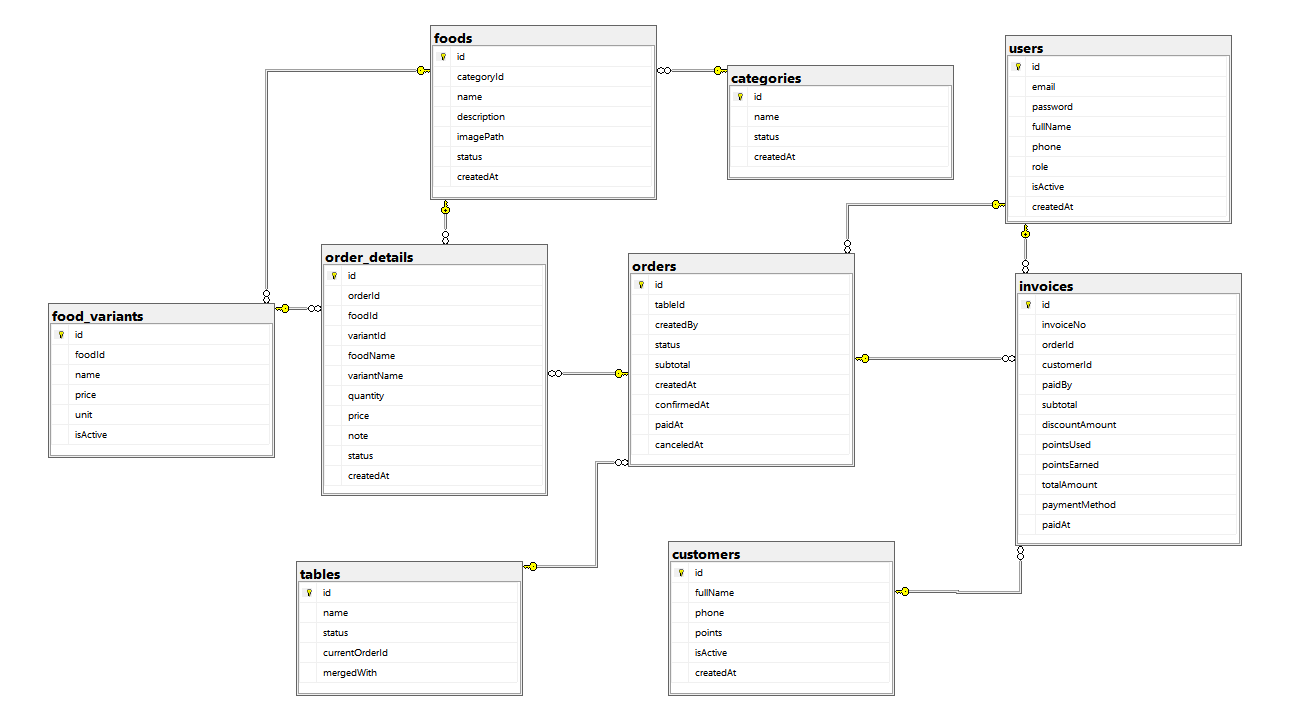 foods
id
categoryId
name
description
imagePath
status
createdAt
categories
id
name
status
createdAt
users
id
email
password
fullName
phone
role
isActive
createdAt
order_details
id
orderId
foodId
variantId
foodName
variantName
quantity
price
note
status
createdAt
orders
id
tableId
createdBy
status
subtotal
createdAt
confirmedAt
paidAt
canceledAt
invoices
id
invoiceNo
orderId
customerId
paidBy
subtotal
discountAmount
pointsUsed
pointsEarned
totalAmount
paymentMethod
paidAt
food_variants
id
foodId
name
price
unit
isActive
tables
id
name
status
currentOrderId
mergedWith
customers
id
fullName
phone
points
isActive
createdAt